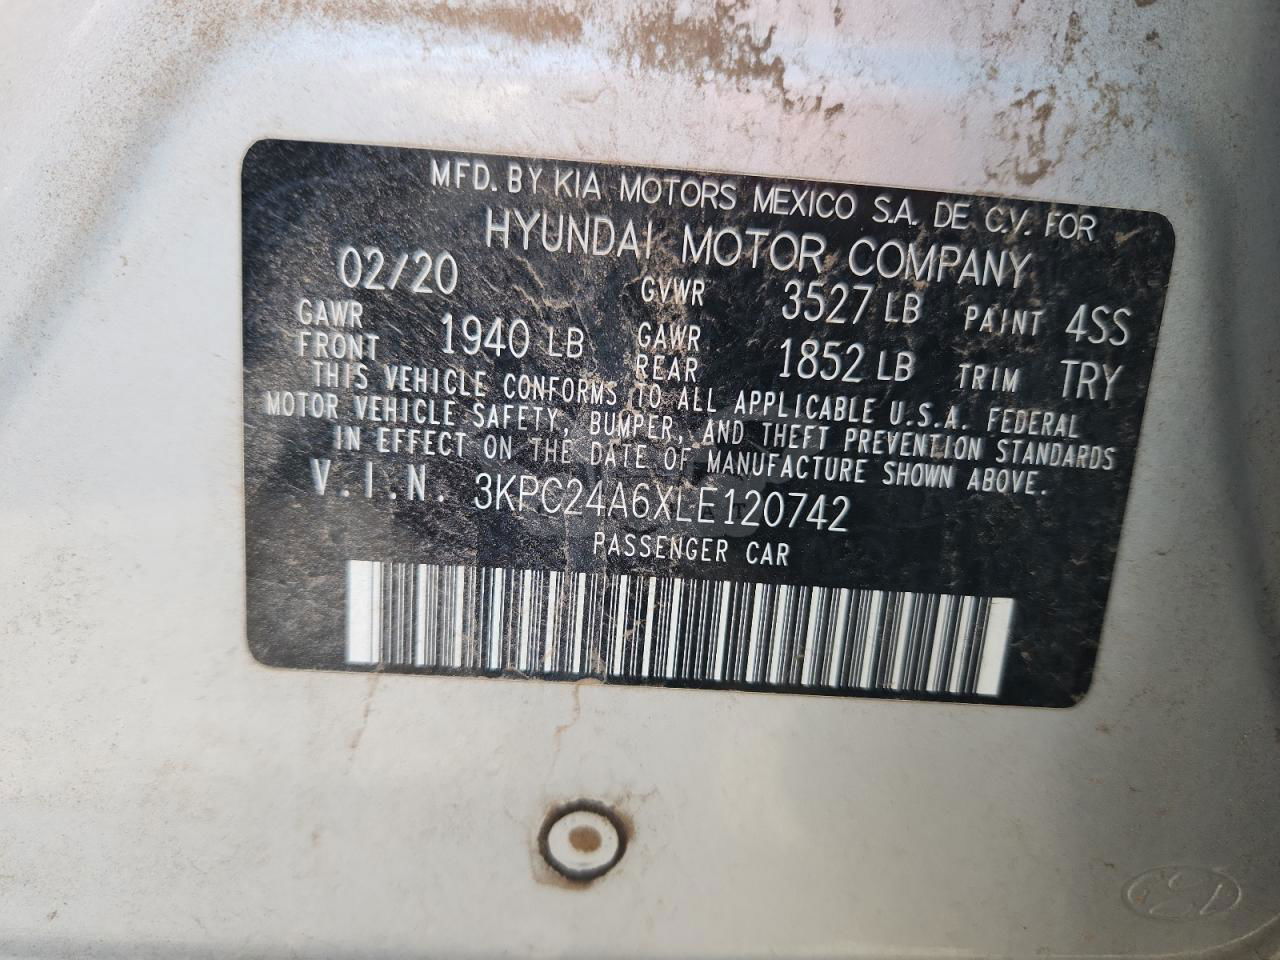 MFD. BY KIA MOTORS MEXICO S.A. DE C.V. FOR
HYUNDAI MOTOR COMPANY
02/20 GVWR 3527 LB PAINT 4SS
GAWR FRONT 1940 LB GAWR REAR 1852 LB TRIM TRY
THIS VEHICLE CONFORMS TO ALL APPLICABLE U.S.A. FEDERAL
MOTOR VEHICLE SAFETY, BUMPER, AND THEFT PREVENTION STANDARDS
IN EFFECT ON THE DATE OF MANUFACTURE SHOWN ABOVE.
V.I.N. 3KPC24A6XLE120742
PASSENGER CAR